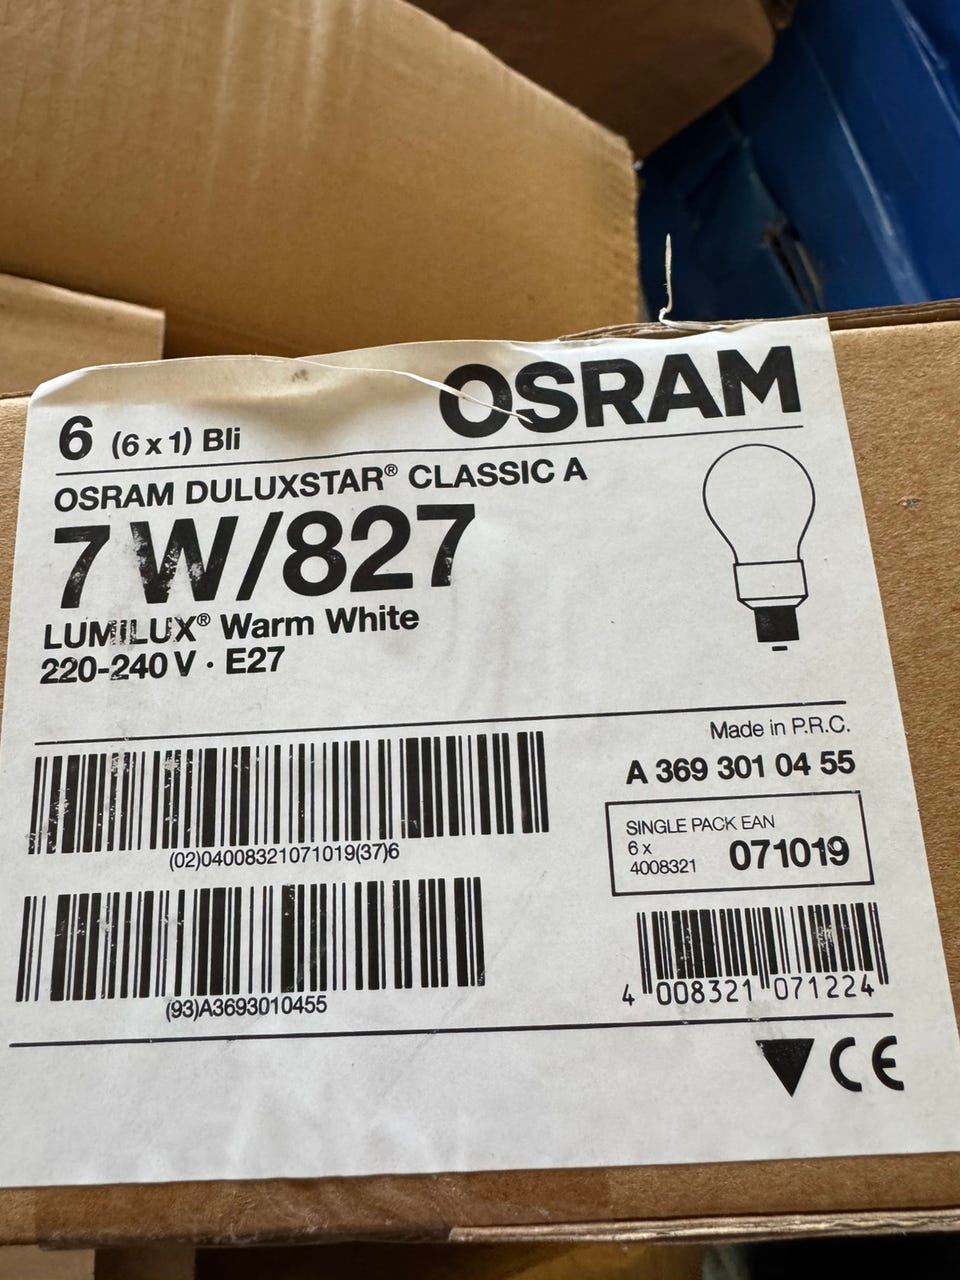 OSRAM
6 (6 x 1) Bli
OSRAM DULUXSTAR® CLASSIC A
7 W/827
LUMILUX® Warm White
220-240 V · E27
Made in P.R.C.
A 369 301 04 55
(02)04008321071019(37)6
SINGLE PACK EAN
6 x
4008321 071019
(93)A3693010455
4 008321 071224
CE